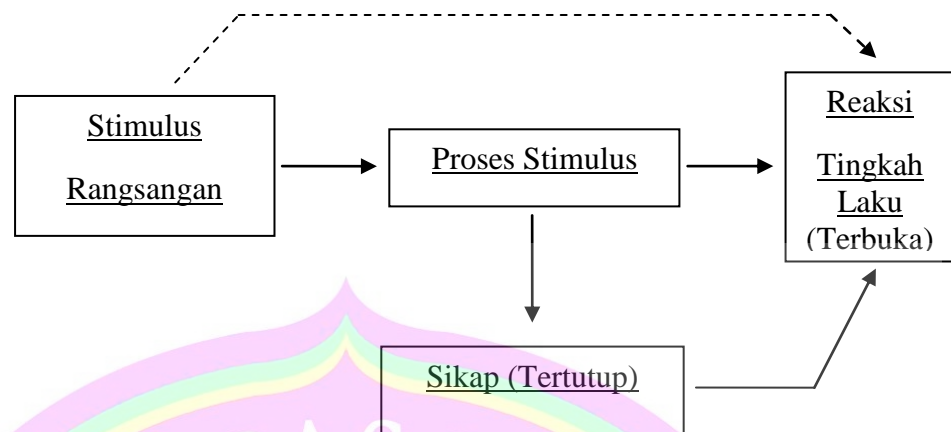 Stimulus
Rangsangan
Proses Stimulus
Reaksi
Tingkah
Laku
(Terbuka)
Sikap (Tertutup)